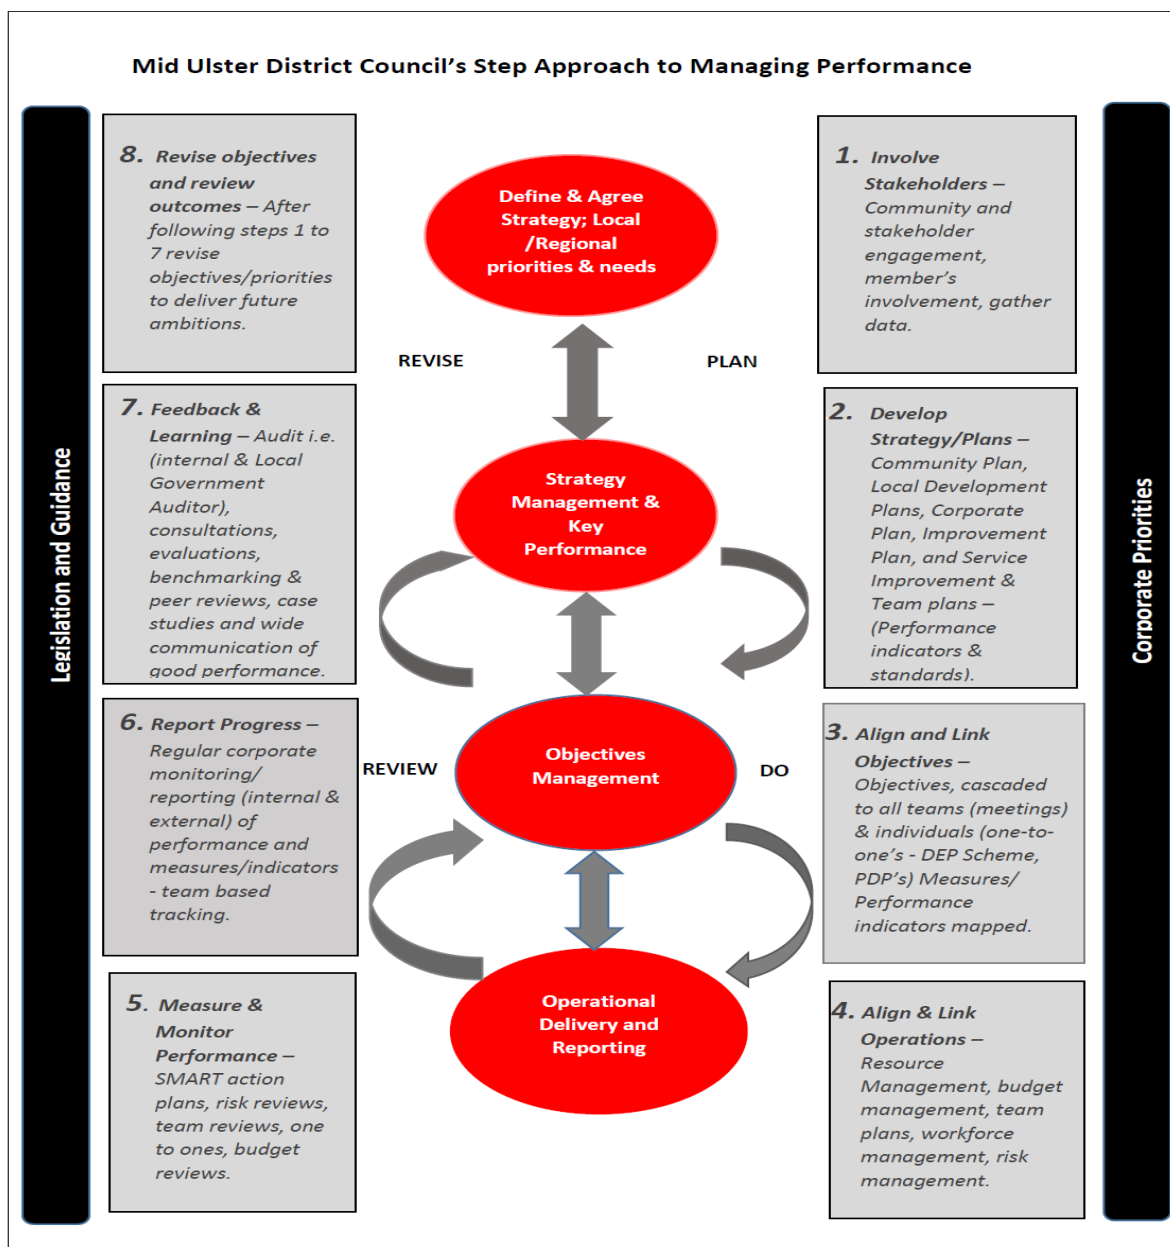 Mid Ulster District Council's Step Approach to Managing Performance
Legislation and Guidance
8. Revise objectives
and review
outcomes – After
following steps 1 to
7 revise
objectives/priorities
to deliver future
ambitions.
7. Feedback &
Learning – Audit i.e.
(internal & Local
Government
Auditor),
consultations,
evaluations,
benchmarking &
peer reviews, case
studies and wide
communication of
good performance.
6. Report Progress –
Regular corporate
monitoring/
reporting (internal &
external) of
performance and
measures/indicators
- team based
tracking.
5. Measure &
Monitor
Performance –
SMART action
plans, risk reviews,
team reviews, one
to ones, budget
reviews.
Define & Agree
Strategy; Local
/Regional
priorities & needs
REVISE
PLAN
Strategy
Management &
Key
Performance
Objectives
Management
REVIEW
DO
Operational
Delivery and
Reporting
1. Involve
Stakeholders –
Community and
stakeholder
engagement,
member's
involvement, gather
data.
2. Develop
Strategy/Plans –
Community Plan,
Local Development
Plans, Corporate
Plan, Improvement
Plan, and Service
Improvement &
Team plans –
(Performance
indicators &
standards).
3. Align and Link
Objectives –
Objectives, cascaded
to all teams (meetings)
& individuals (one-to-
one's - DEP Scheme,
PDP's) Measures/
Performance
indicators mapped.
4. Align & Link
Operations –
Resource
Management, budget
management, team
plans, workforce
management, risk
management.
Corporate Priorities